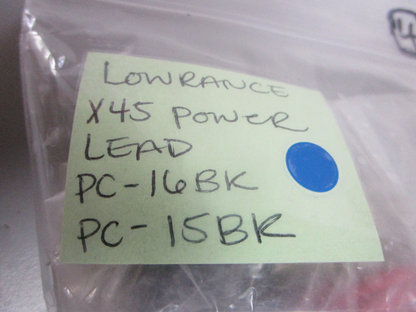 LOWRANCE
X45 POWER
LEAD
PC-16BK
PC-15BK